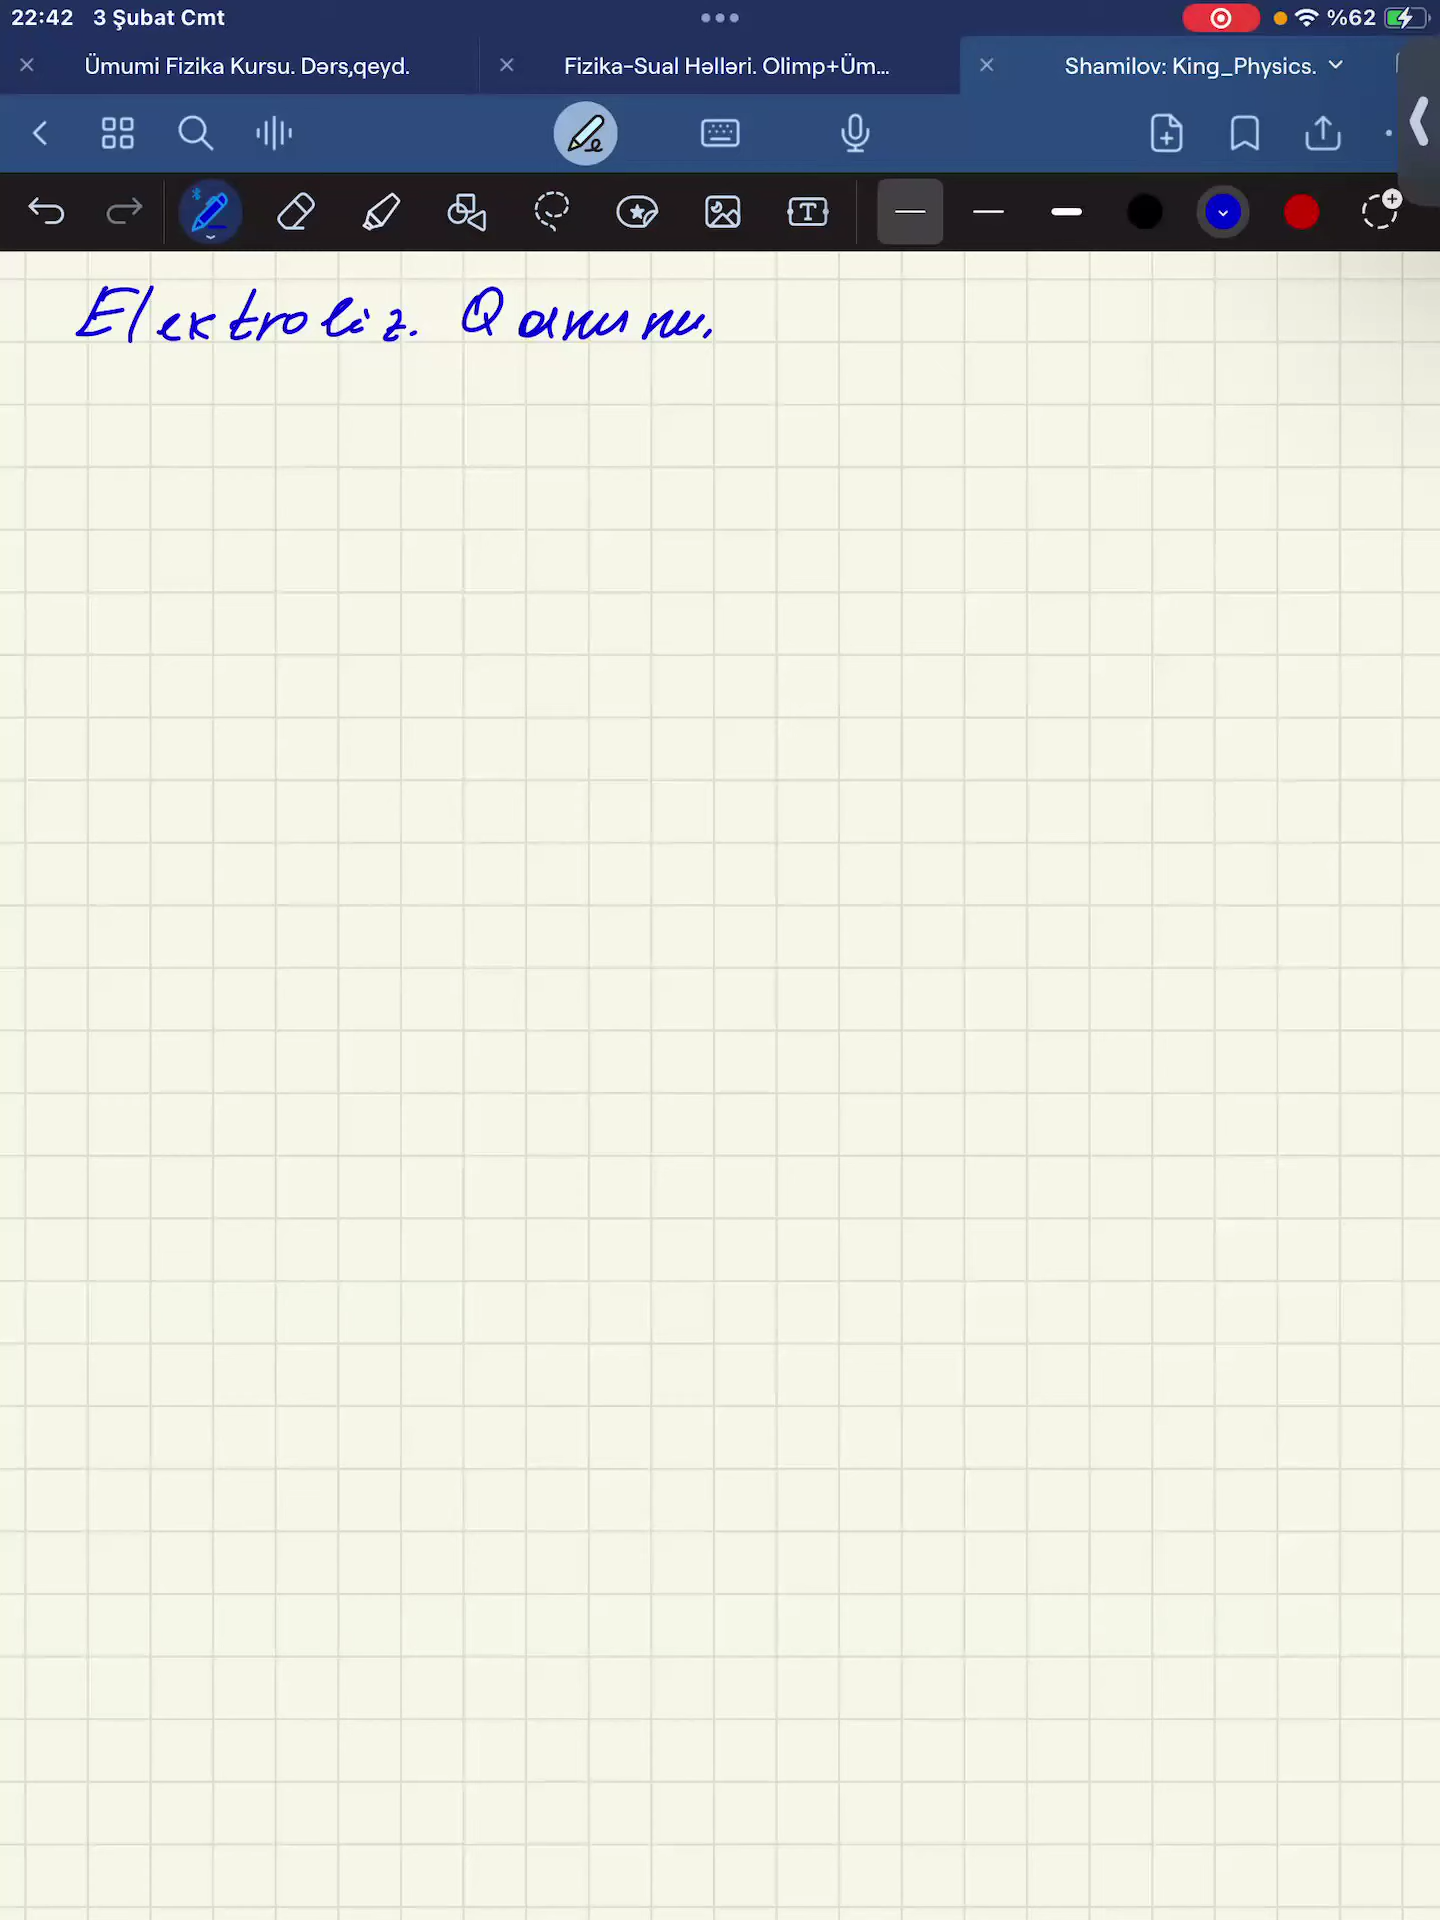 22:42 3 Şubat Cmt %62
Ümumi Fizika Kursu. Dərs,qeyd. Fizika-Sual Həlləri. Olimp+Üm... Shamilov: King_Physics.
Elektroliz. Qanunu.